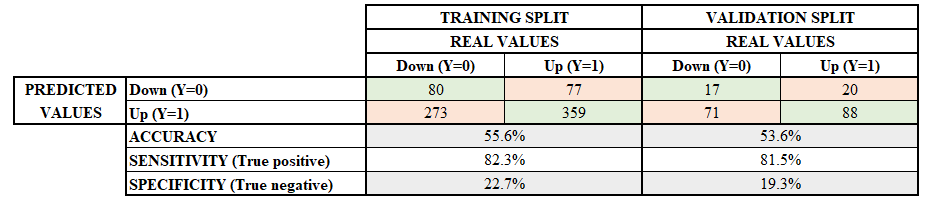 TRAINING SPLIT VALIDATION SPLIT
REAL VALUES REAL VALUES
Down (Y=0) Up (Y=1) Down (Y=0) Up (Y=1)
PREDICTED Down (Y=0) 80 77 17 20
VALUES Up (Y=1) 273 359 71 88
ACCURACY 55.6% 53.6%
SENSITIVITY (True positive) 82.3% 81.5%
SPECIFICITY (True negative) 22.7% 19.3%